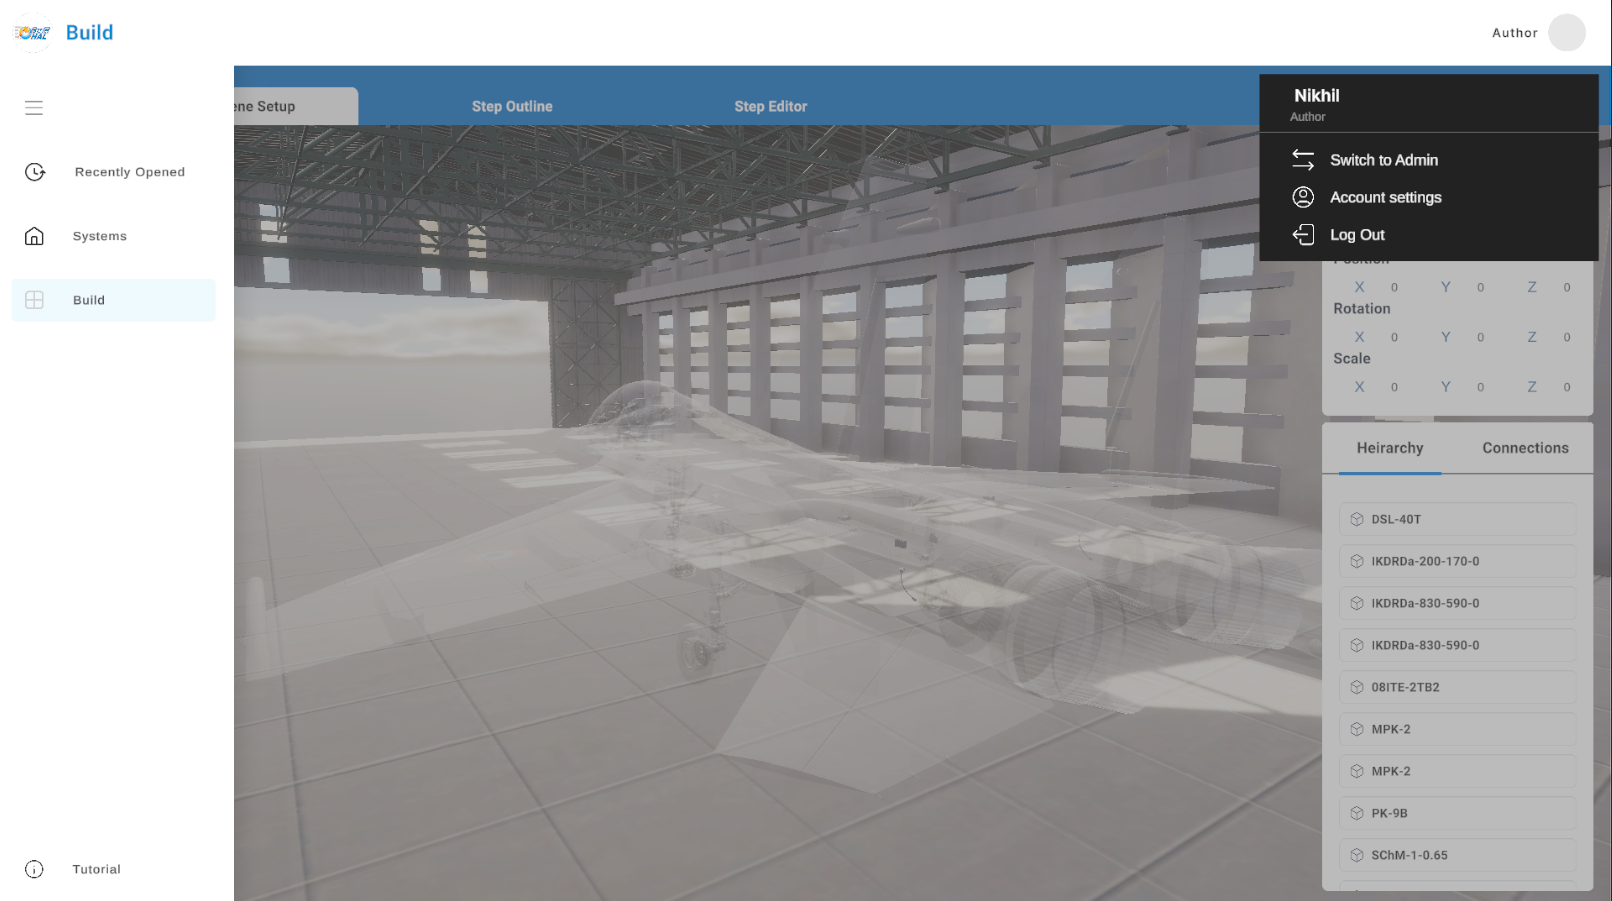 HAL
Build
Author
ene Setup
Step Outline
Step Editor
Nikhil
Author
Switch to Admin
Account settings
Log Out
Recently Opened
Systems
Build
Tutorial
Position
X 0 Y 0 Z 0
Rotation
X 0 Y 0 Z 0
Scale
X 0 Y 0 Z 0
Heirarchy
Connections
DSL-40T
IKDRDa-200-170-0
IKDRDa-830-590-0
IKDRDa-830-590-0
08ITE-2TB2
MPK-2
MPK-2
PK-9B
SChM-1-0.65